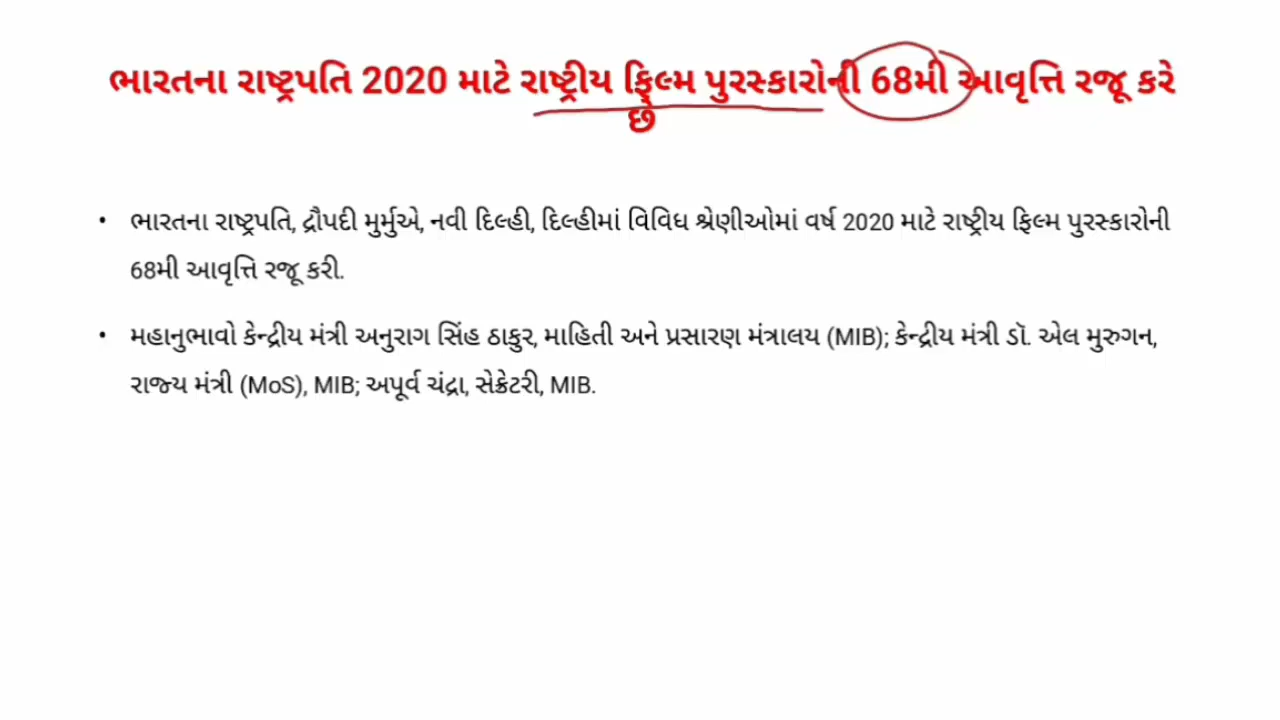 ભારતના રાષ્ટ્રપતિ 2020 માટે રાષ્ટ્રીય ફિલ્મ પુરસ્કારોની 68મી આવૃત્તિ રજૂ કરે
છે
• ભારતના રાષ્ટ્રપતિ, દ્રૌપદી મુર્મુએ, નવી દિલ્હી, દિલ્હીમાં વિવિધ શ્રેણીઓમાં વર્ષ 2020 માટે રાષ્ટ્રીય ફિલ્મ પુરસ્કારોની
68મી આવૃત્તિ રજૂ કરી.
• મહાનુભાવો કેન્દ્રીય મંત્રી અનુરાગ સિંહ ઠાકુર, માહિતી અને પ્રસારણ મંત્રાલય (MIB); કેન્દ્રીય મંત્રી ડૉ. એલ મુરુગન,
રાજ્ય મંત્રી (MoS), MIB; અપૂર્વ ચંદ્રા, સેક્રેટરી, MIB.